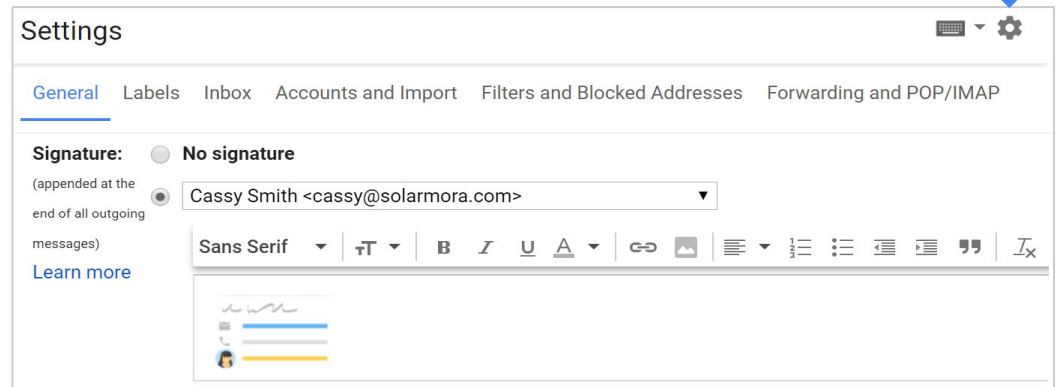 Settings
General Labels Inbox Accounts and Import Filters and Blocked Addresses Forwarding and POP/IMAP
Signature: No signature
(appended at the
end of all outgoing
messages)
Learn more
Cassy Smith <cassy@solarmora.com>
Sans Serif